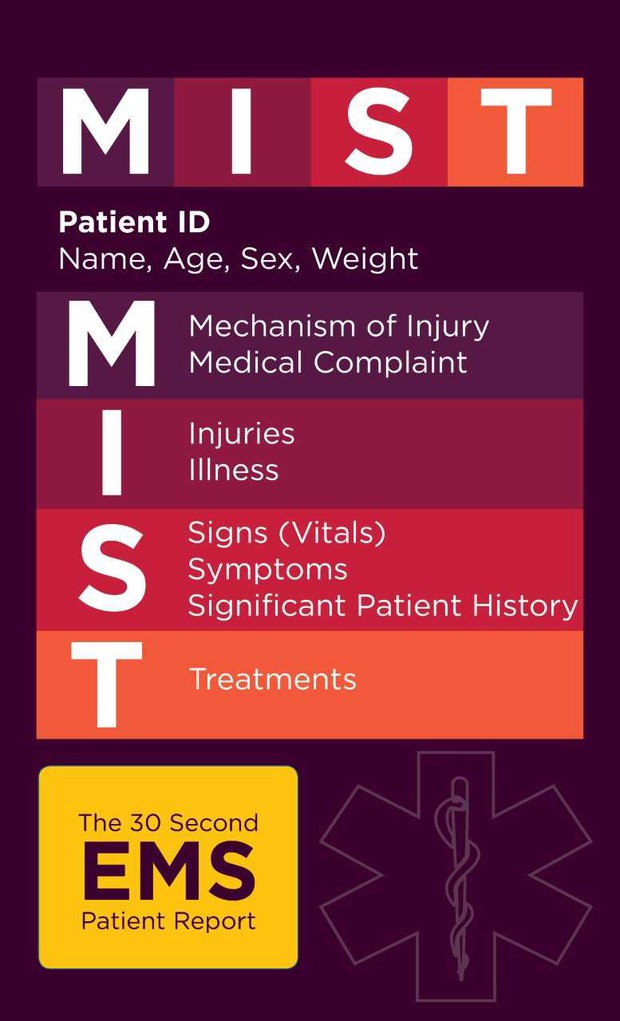 M I S T
Patient ID
Name, Age, Sex, Weight
M
Mechanism of Injury
Medical Complaint
I
Injuries
Illness
S
Signs (Vitals)
Symptoms
Significant Patient History
T
Treatments
The 30 Second
EMS
Patient Report